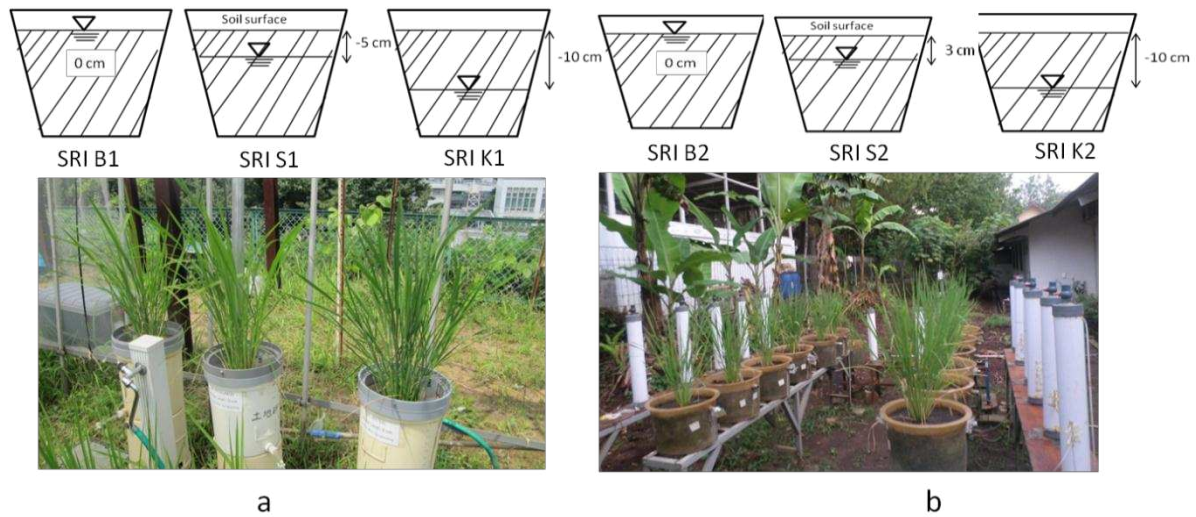 Soil surface
-5 cm
0 cm
-10 cm
SRI B1
SRI S1
SRI K1
Soil surface
3 cm
0 cm
-10 cm
SRI B2
SRI S2
SRI K2
a
b